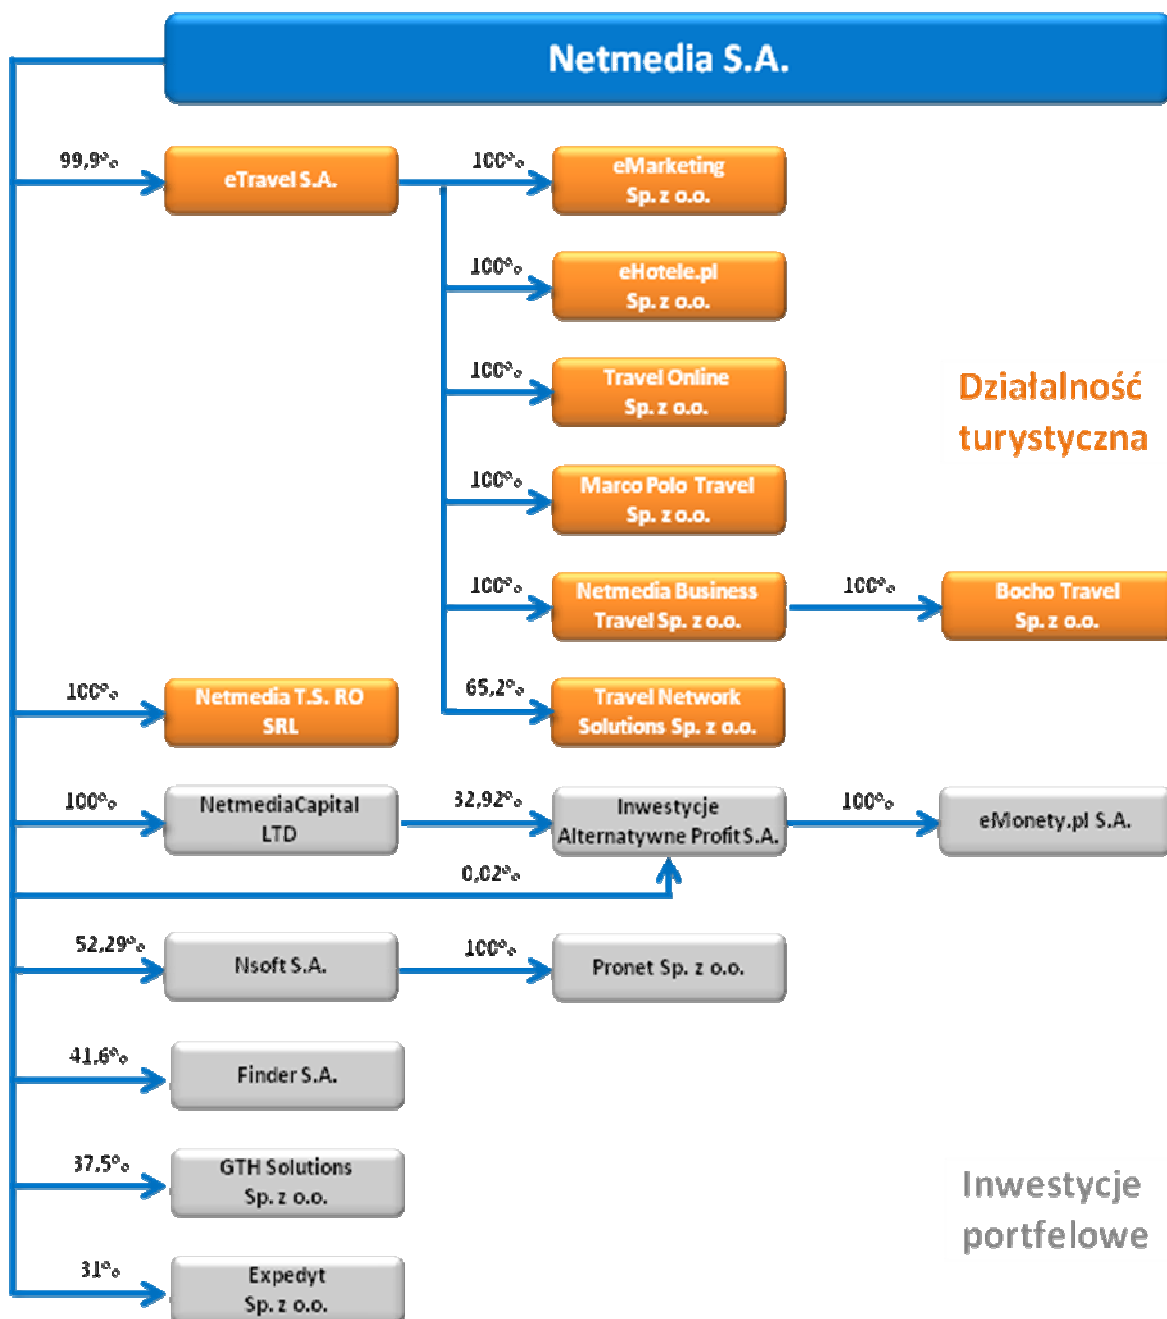 Netmedia S.A.
99,9%
eTravel S.A.
100%
eMarketing
Sp. z o.o.
100%
eHotele.pl
Sp. z o.o.
100%
Travel Online
Sp. z o.o.
Działalność
turystyczna
100%
Marco Polo Travel
Sp. z o.o.
100%
Netmedia Business
Travel Sp. z o.o.
100%
Bocho Travel
Sp. z o.o.
100%
Netmedia T.S. RO
SRL
65,2%
Travel Network
Solutions Sp. z o.o.
100%
NetmediaCapital
LTD
32,92%
Inwestycje
Alternatywne Profit S.A.
100%
eMonety.pl S.A.
0,02%
52,29%
Nsoft S.A.
100%
Pronet Sp. z o.o.
41,6%
Finder S.A.
37,5%
GTH Solutions
Sp. z o.o.
Inwestycje
portfelowe
31%
Expedyt
Sp. z o.o.